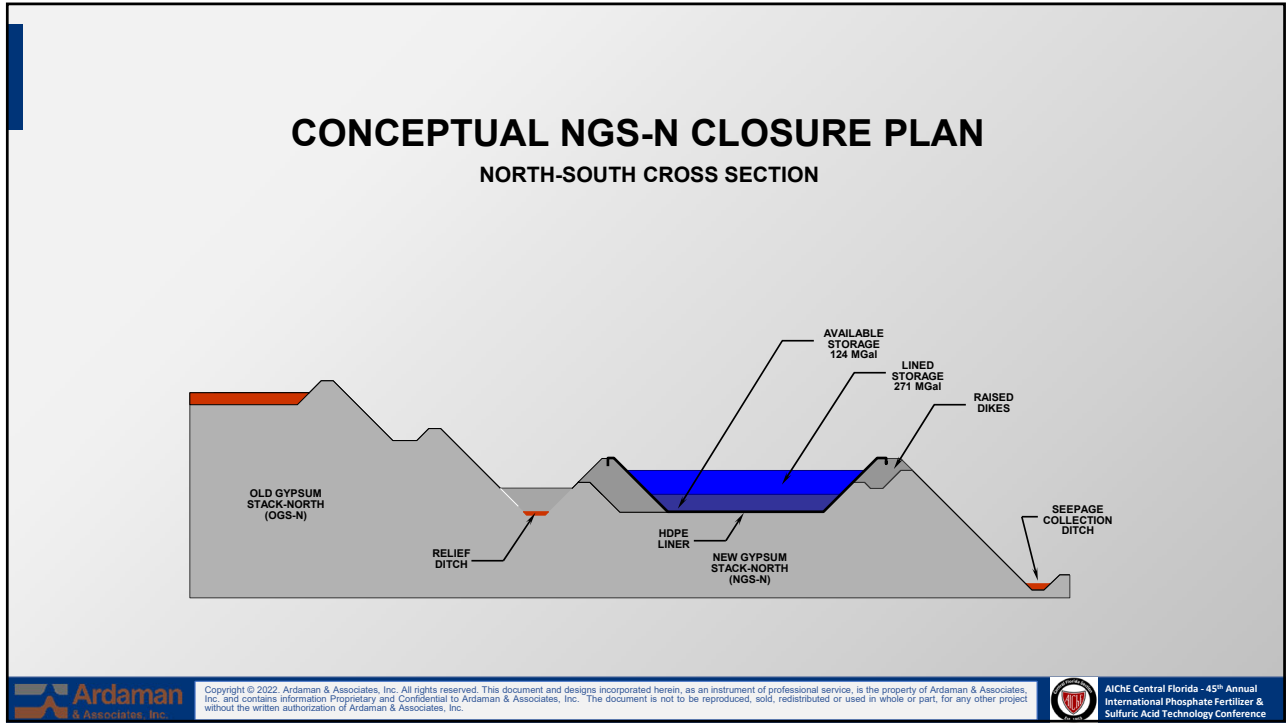 CONCEPTUAL NGS-N CLOSURE PLAN
NORTH-SOUTH CROSS SECTION
AVAILABLE
STORAGE
124 MGal
LINED
STORAGE
271 MGal
RAISED
DIKES
OLD GYPSUM
STACK-NORTH
(OGS-N)
RELIEF
DITCH
HDPE
LINER
NEW GYPSUM
STACK-NORTH
(NGS-N)
SEEPAGE
COLLECTION
DITCH
Ardaman
& Associates, Inc.
Copyright © 2022. Ardaman & Associates, Inc. All rights reserved. This document and designs incorporated herein, as an instrument of professional service, is the property of Ardaman & Associates,
Inc. and contains information Proprietary and Confidential to Ardaman & Associates, Inc. The document is not to be reproduced, sold, redistributed or used in whole or part, for any other project
without the written authorization of Ardaman & Associates, Inc.
AIChE
AIChE Central Florida - 45th Annual
International Phosphate Fertilizer &
Sulfuric Acid Technology Conference